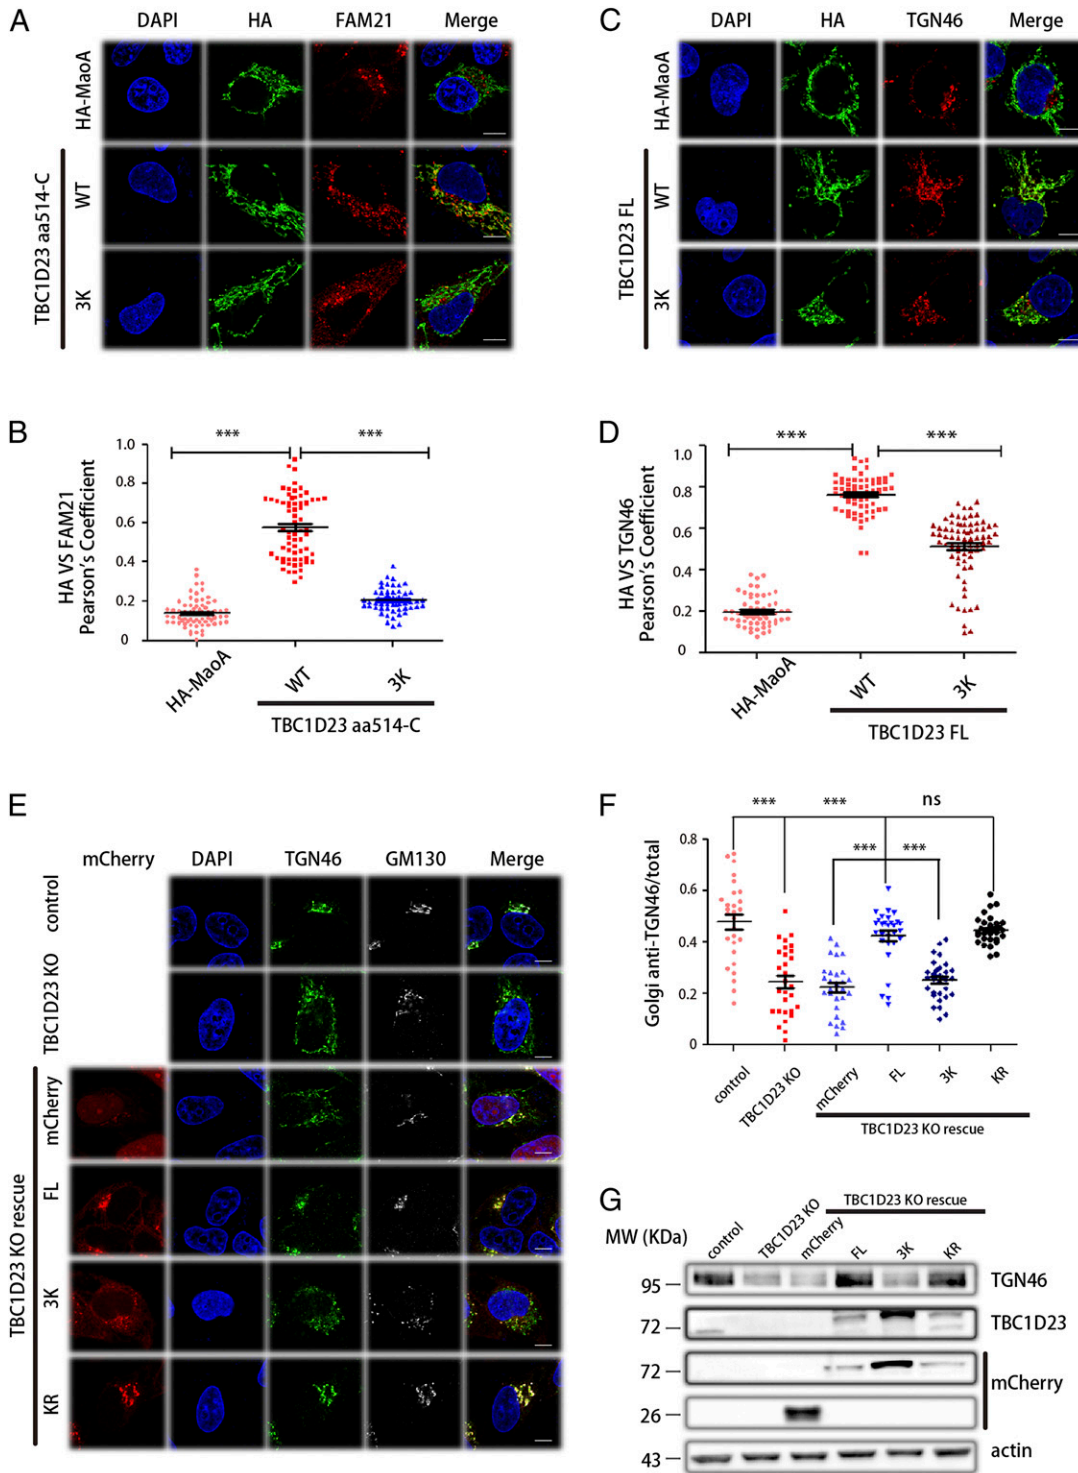 A
DAPI HA FAM21 Merge
HA-MaoA
WT
3K
TBC1D23 aa514-C
C
DAPI HA TGN46 Merge
HA-MaoA
WT
3K
TBC1D23 FL
B
*** ***
HA VS FAM21
Pearson's Coefficient
1.0
0.8
0.6
0.4
0.2
0
HA-MaoA WT 3K
TBC1D23 aa514-C
D
*** ***
HA VS TGN46
Pearson's Coefficient
1.0
0.8
0.6
0.4
0.2
0
HA-MaoA WT 3K
TBC1D23 FL
E
mCherry DAPI TGN46 GM130 Merge
control
TBC1D23 KO
mCherry
FL
3K
KR
TBC1D23 KO rescue
F
*** *** ns
*** ***
Golgi anti-TGN46/total
0.8
0.6
0.4
0.2
0
control TBC1D23 KO mCherry FL 3K KR
TBC1D23 KO rescue
G
TBC1D23 KO rescue
MW (KDa) control TBC1D23 KO mCherry FL 3K KR
95 TGN46
72 TBC1D23
72
mCherry
26
43 actin